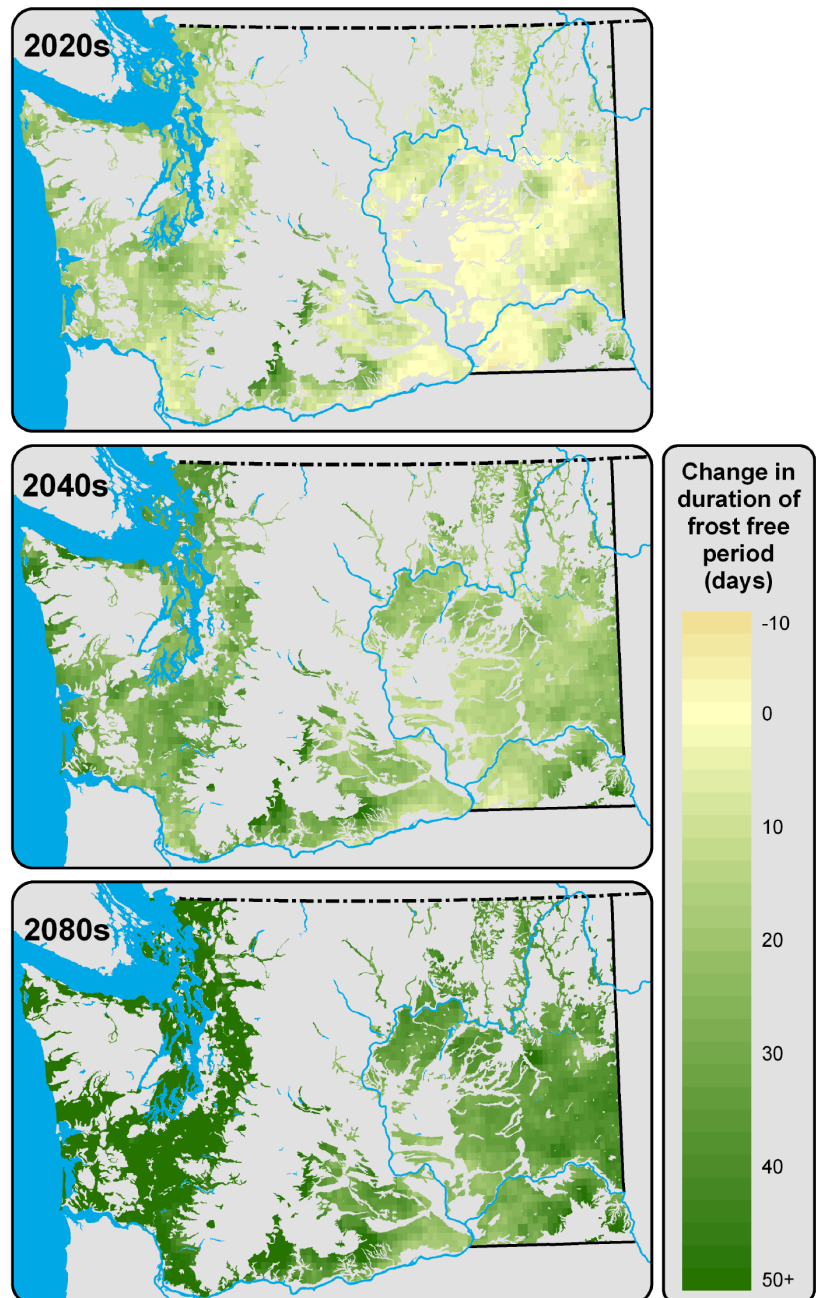 2020s
2040s
Change in
duration of
frost free
period
(days)
-10
0
10
20
30
40
50+
2080s